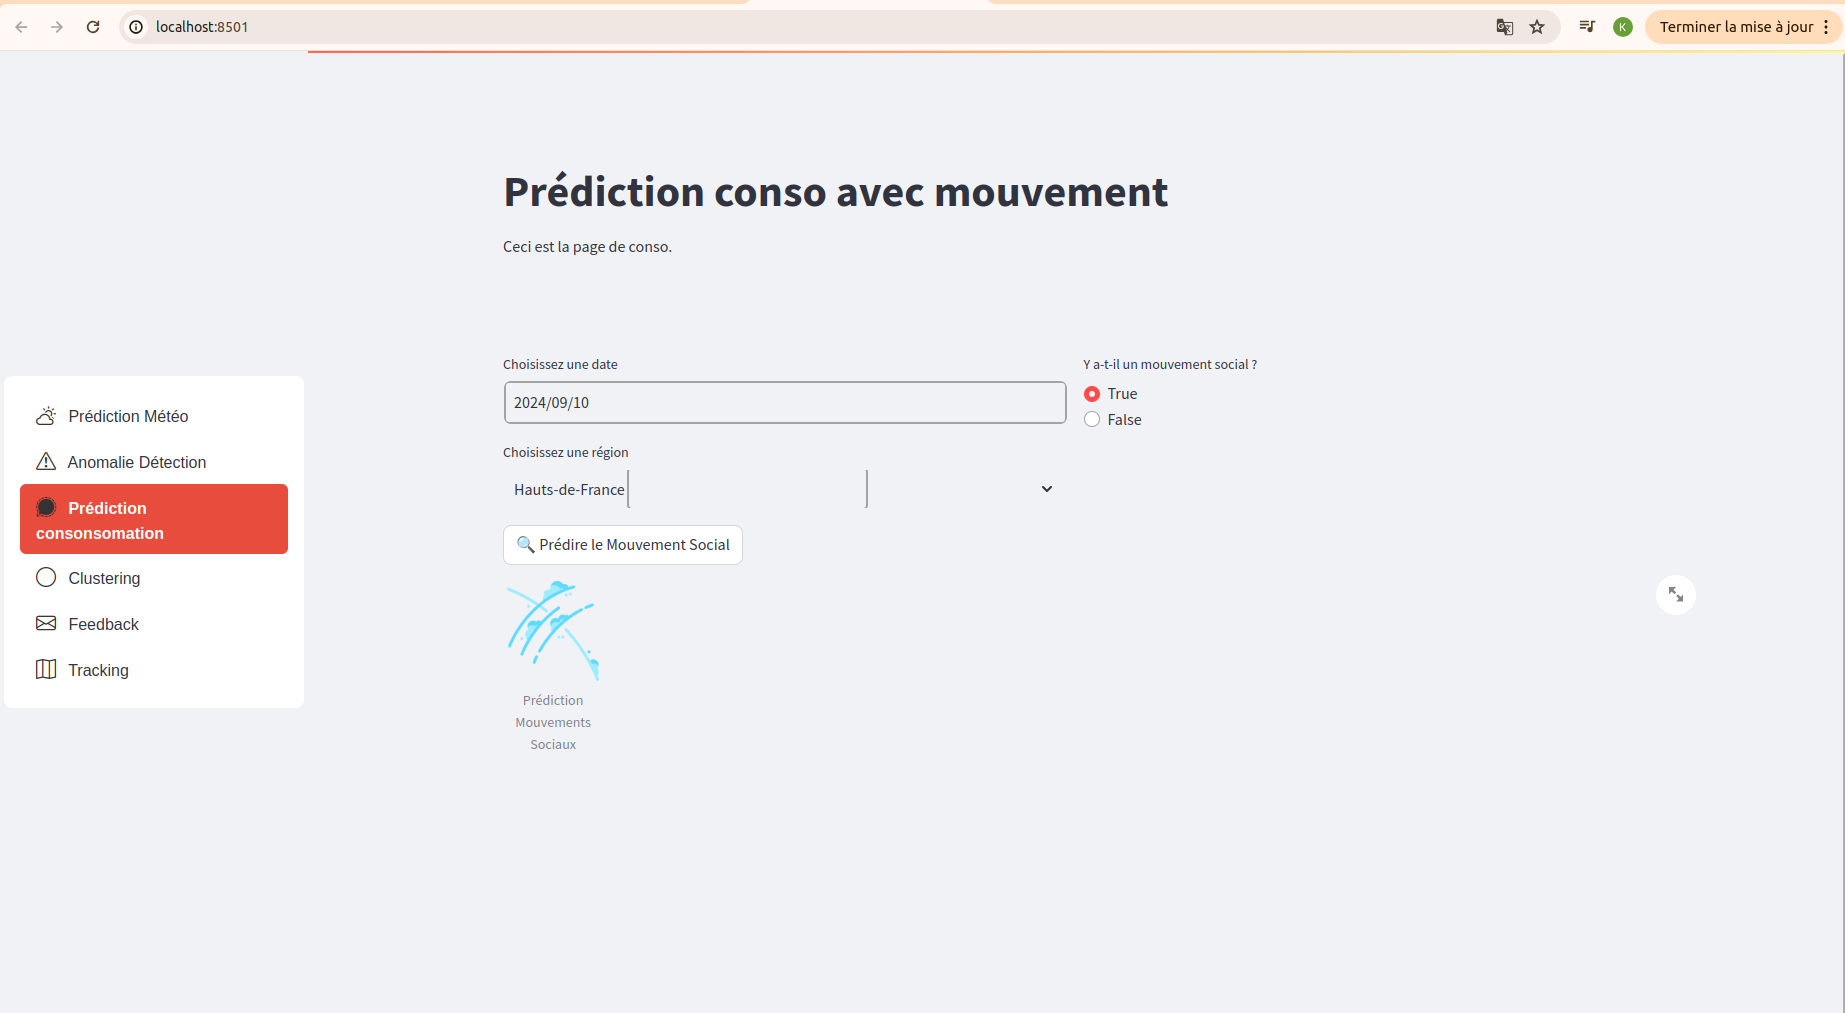 localhost:8501
K
Terminer la mise à jour
Prédiction conso avec mouvement
Ceci est la page de conso.
Choisissez une date
2024/09/10
Y a-t-il un mouvement social ?
True
False
Choisissez une région
Hauts-de-France
🔍 Prédire le Mouvement Social
Prédiction
Mouvements
Sociaux
Prédiction Météo
Anomalie Détection
Prédiction
consonsomation
Clustering
Feedback
Tracking